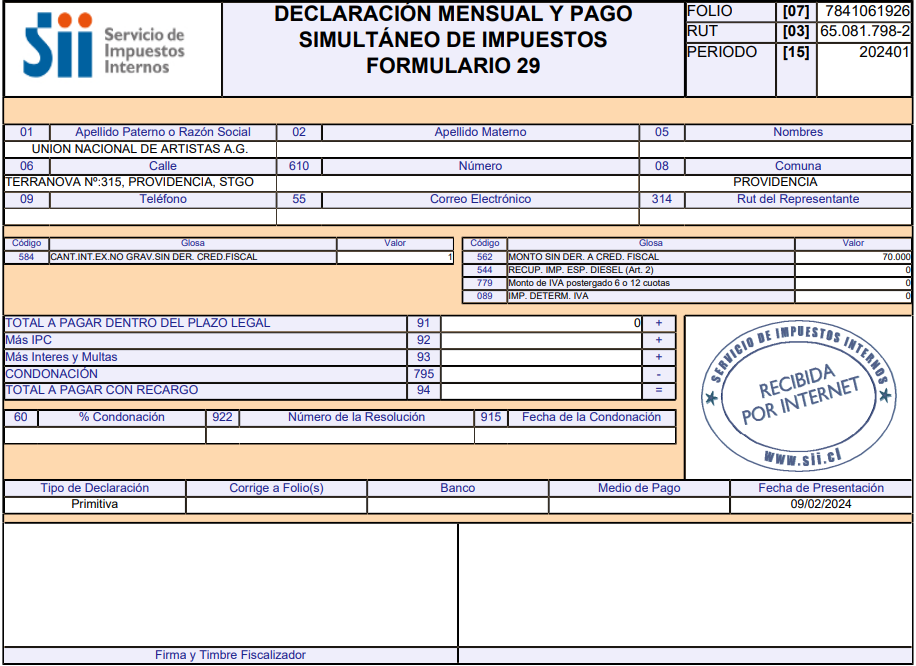 sii
Servicio de
Impuestos
Internos
DECLARACIÓN MENSUAL Y PAGO
SIMULTÁNEO DE IMPUESTOS
FORMULARIO 29
FOLIO [07] 7841061926
RUT [03] 65.081.798-2
PERIODO [15] 202401
01 Apellido Paterno o Razón Social 02 Apellido Materno 05 Nombres
UNION NACIONAL DE ARTISTAS A.G.
06 Calle 610 Número 08 Comuna
TERRANOVA Nº:315, PROVIDENCIA, STGO PROVIDENCIA
09 Teléfono 55 Correo Electrónico 314 Rut del Representante
Código Glosa Valor Código Glosa Valor
584 CANT.INT.EX.NO GRAV.SIN DER. CRED.FISCAL 1 562 MONTO SIN DER. A CRED. FISCAL 70.000
544 RECUP. IMP. ESP. DIESEL (Art. 2) 0
779 Monto de IVA postergado 6 o 12 cuotas 0
089 IMP. DETERM. IVA 0
TOTAL A PAGAR DENTRO DEL PLAZO LEGAL 91 0 +
Más IPC 92 +
Más Interes y Multas 93 +
CONDONACIÓN 795 -
TOTAL A PAGAR CON RECARGO 94 =
60 % Condonación 922 Número de la Resolución 915 Fecha de la Condonación
SERVICIO DE IMPUESTOS INTERNOS
RECIBIDA
POR INTERNET
www.sii.cl
Tipo de Declaración Corrige a Folio(s) Banco Medio de Pago Fecha de Presentación
Primitiva 09/02/2024
Firma y Timbre Fiscalizador